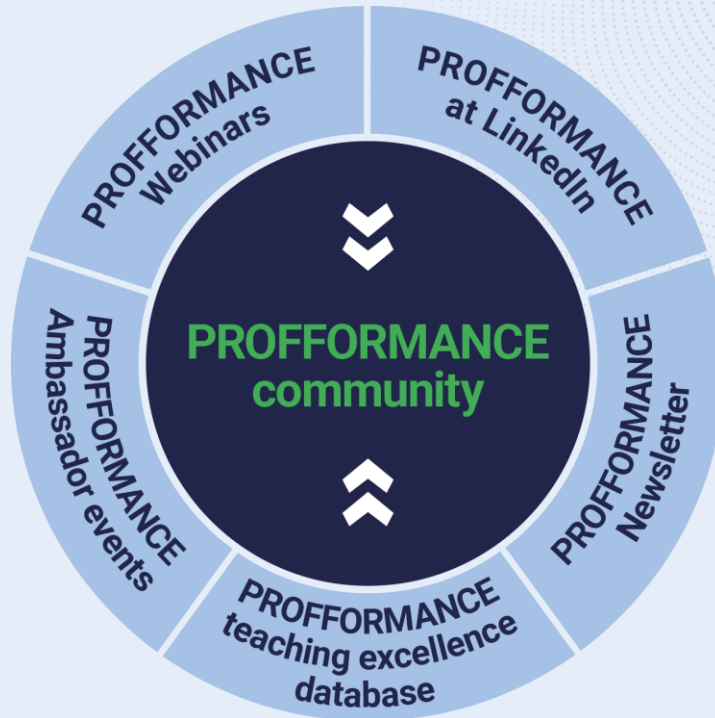 PROFFORMANCE
Webinars
PROFFORMANCE
at LinkedIn
PROFFORMANCE
Ambassador events
PROFFORMANCE
community
PROFFORMANCE
Newsletter
PROFFORMANCE
teaching excellence
database